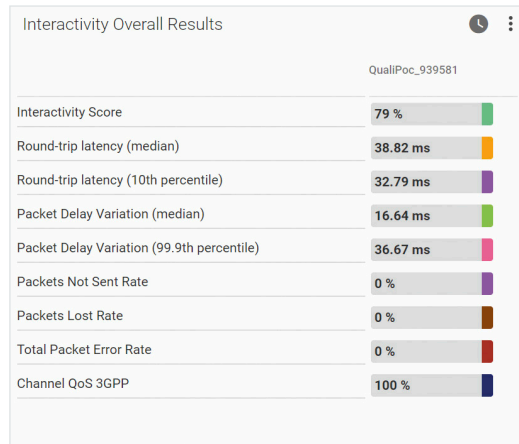 Interactivity Overall Results
QualiPoc_939581
Interactivity Score 79 %
Round-trip latency (median) 38.82 ms
Round-trip latency (10th percentile) 32.79 ms
Packet Delay Variation (median) 16.64 ms
Packet Delay Variation (99.9th percentile) 36.67 ms
Packets Not Sent Rate 0 %
Packets Lost Rate 0 %
Total Packet Error Rate 0 %
Channel QoS 3GPP 100 %